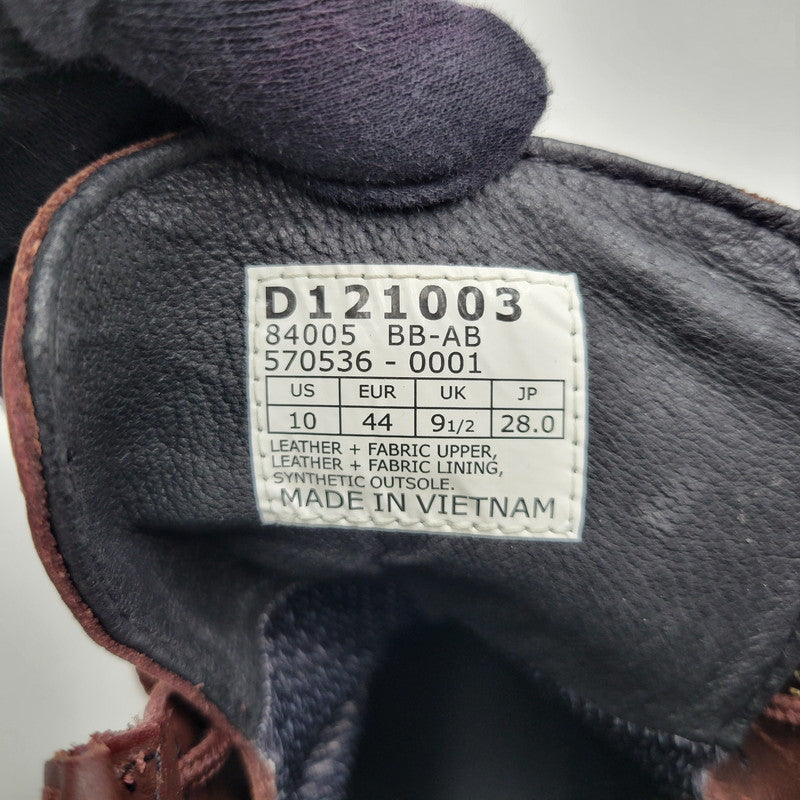 D121003
84005 BB-AB
570536 - 0001
US EUR UK JP
10 44 9 1/2 28.0
LEATHER + FABRIC UPPER,
LEATHER + FABRIC LINING,
SYNTHETIC OUTSOLE.
MADE IN VIETNAM